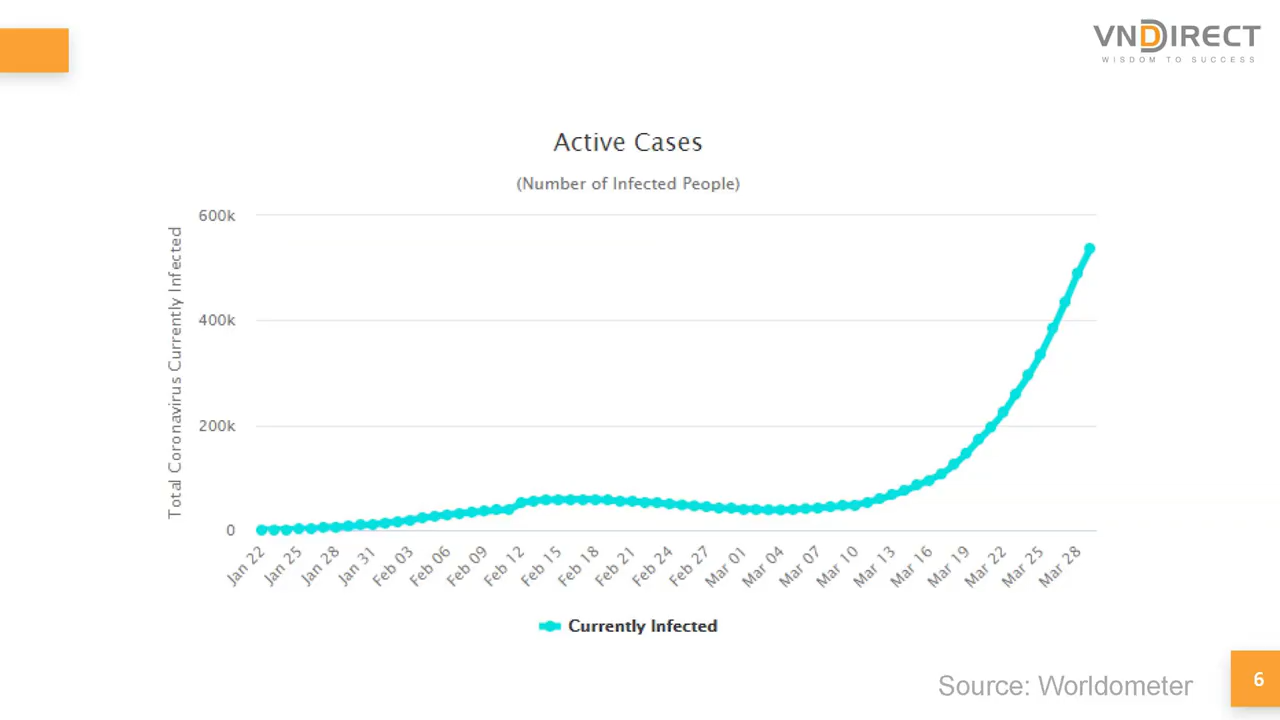 VNDIRECT
WISDOM TO SUCCESS
Active Cases
(Number of Infected People)
Total Coronavirus Currently Infected
600k
400k
200k
0
Jan 22
Jan 25
Jan 28
Jan 31
Feb 03
Feb 06
Feb 09
Feb 12
Feb 15
Feb 18
Feb 21
Feb 24
Feb 27
Mar 01
Mar 04
Mar 07
Mar 10
Mar 13
Mar 16
Mar 19
Mar 22
Mar 25
Mar 28
Currently Infected
Source: Worldometer
6